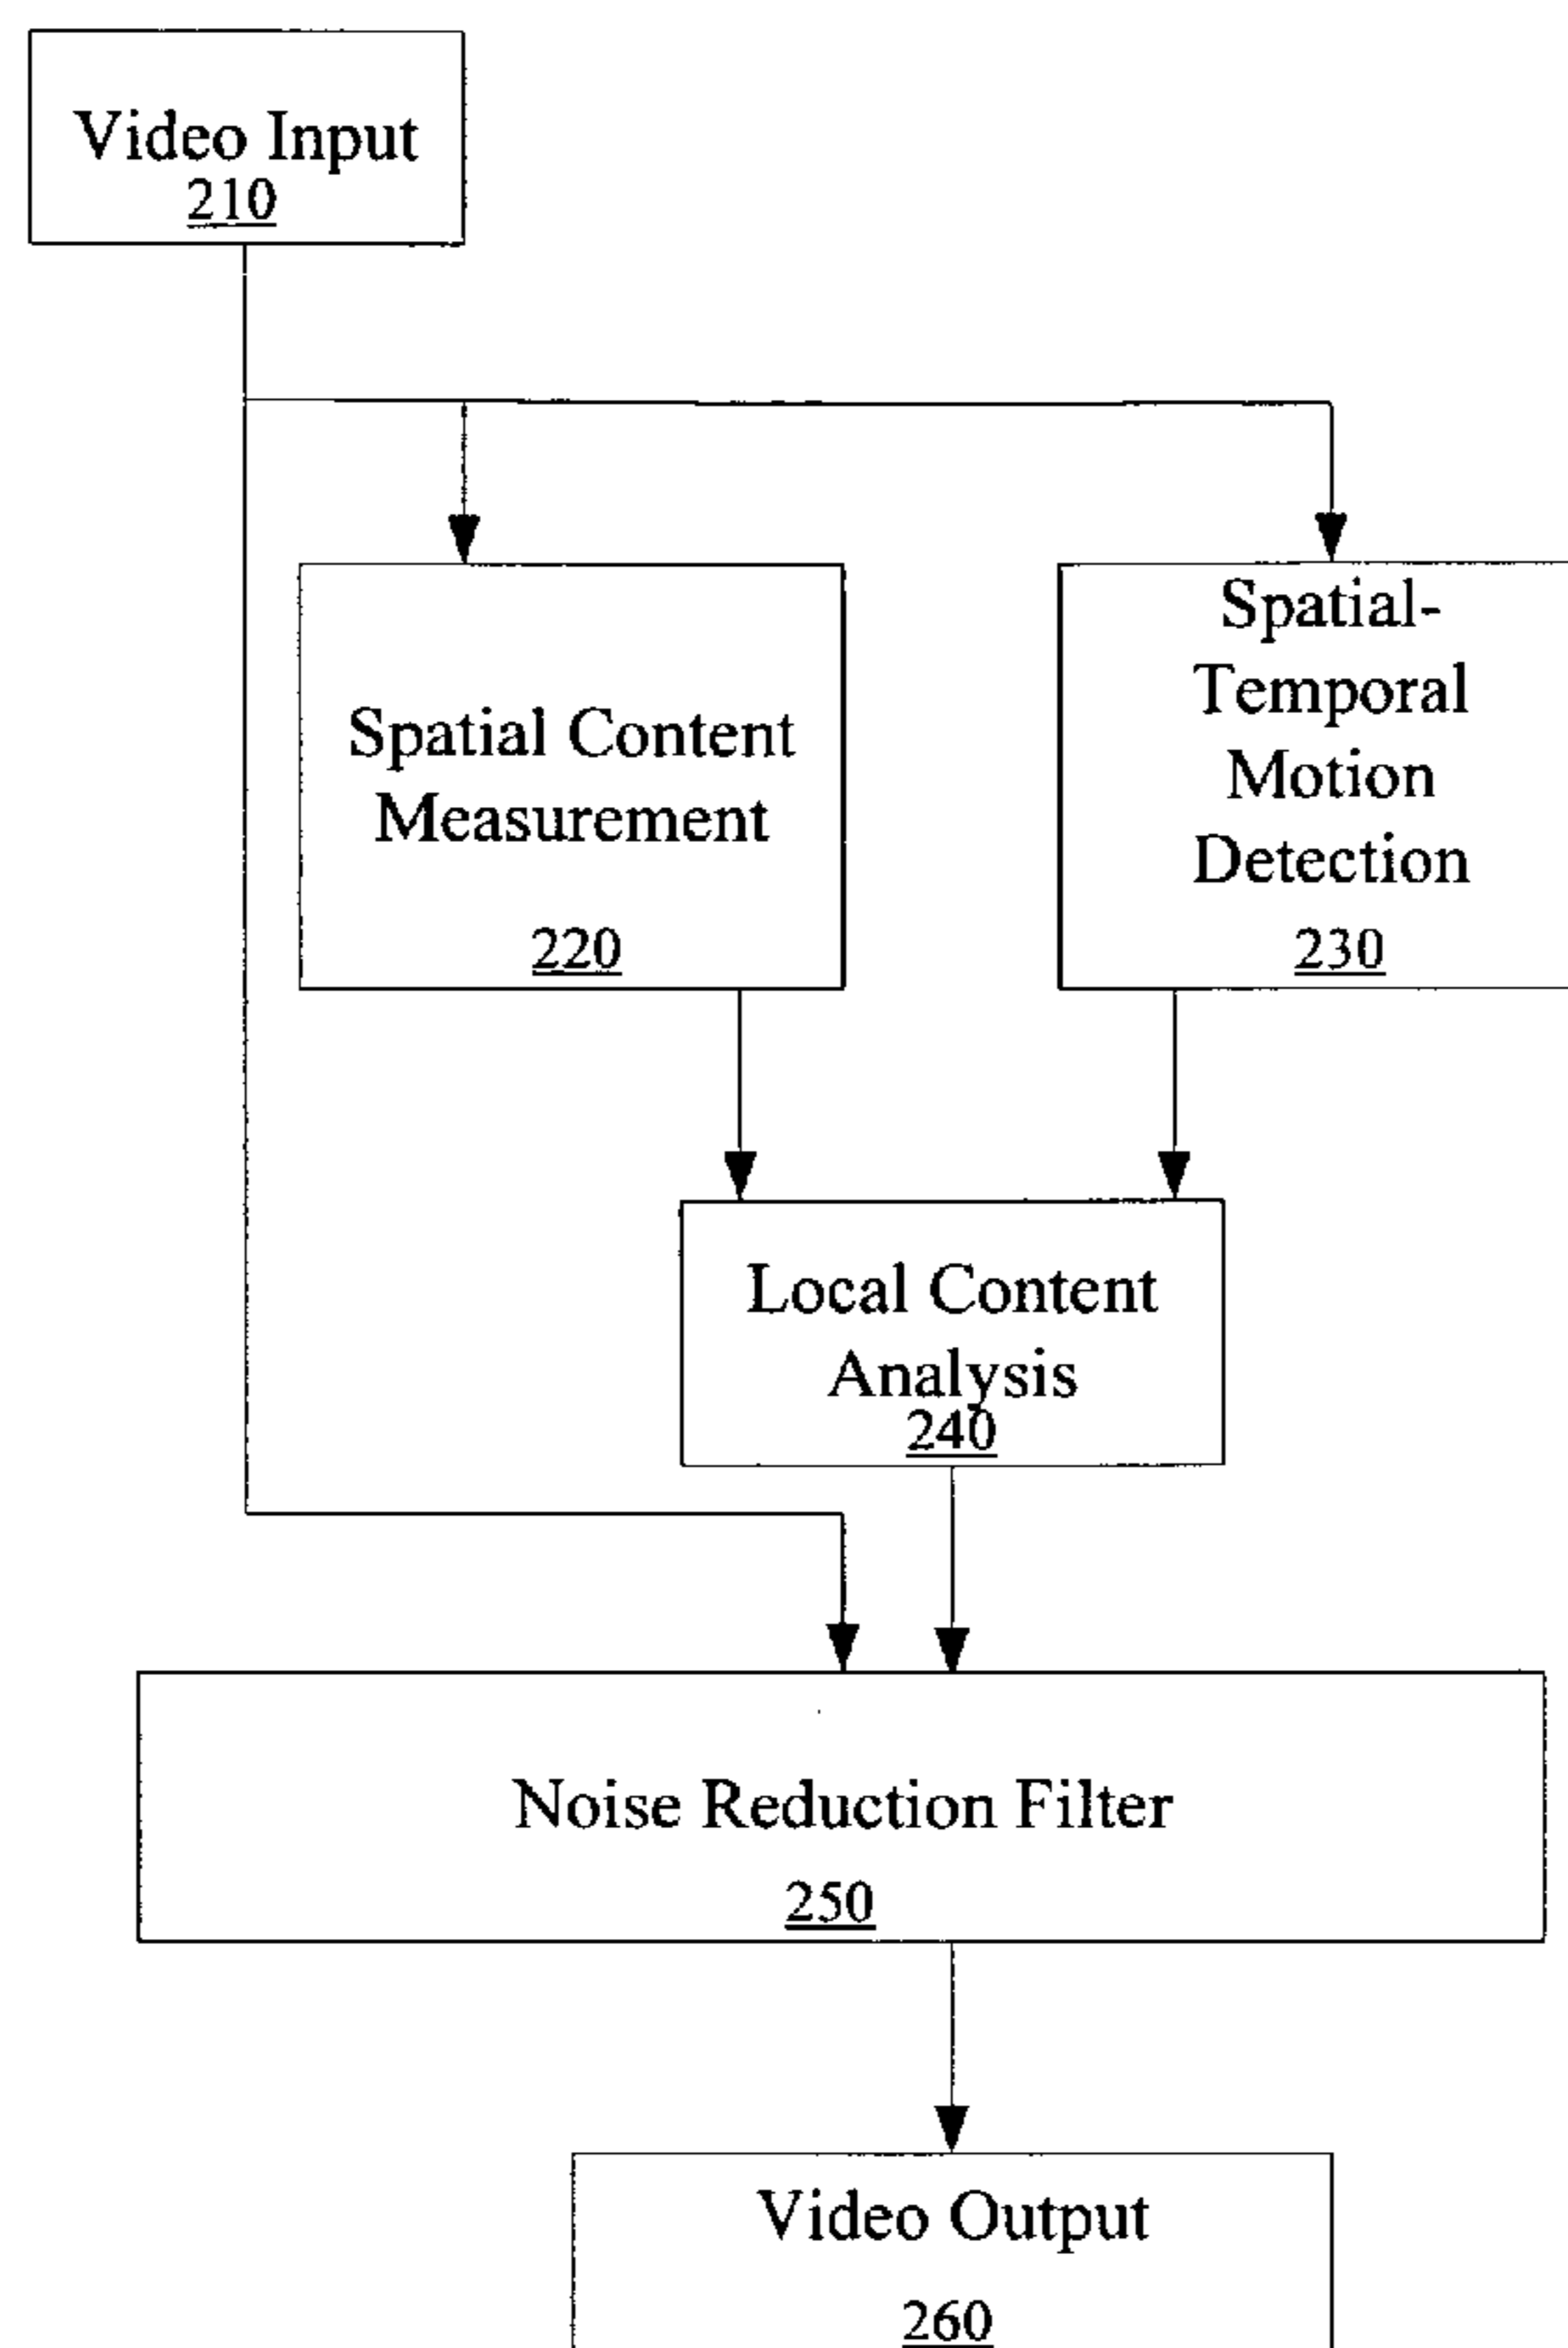 Video Input
210
Spatial Content
Measurement
220
Spatial-
Temporal
Motion
Detection
230
Local Content
Analysis
240
Noise Reduction Filter
250
Video Output
260